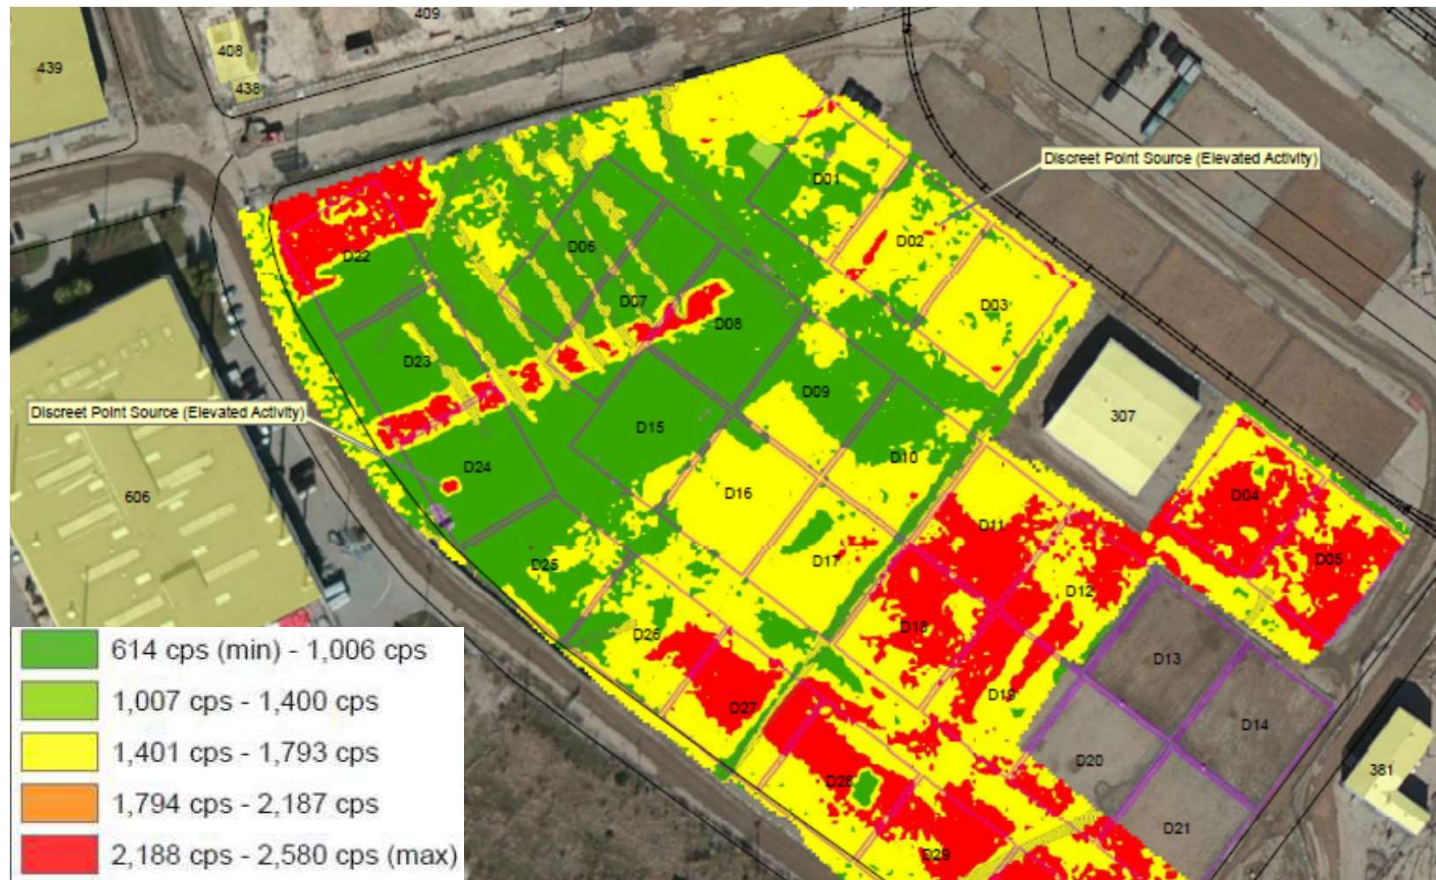 409
408
439
438
Discreet Point Source (Elevated Activity)
D01
D02
D06
D22
D03
D07
D08
D23
D09
307
Discreet Point Source (Elevated Activity)
D15
D10
D24
D16
D04
606
D11
D05
D17
D25
D12
D18
D26
D13
D19
D27
D14
D20
381
D28
D21
D29
614 cps (min) - 1,006 cps
1,007 cps - 1,400 cps
1,401 cps - 1,793 cps
1,794 cps - 2,187 cps
2,188 cps - 2,580 cps (max)